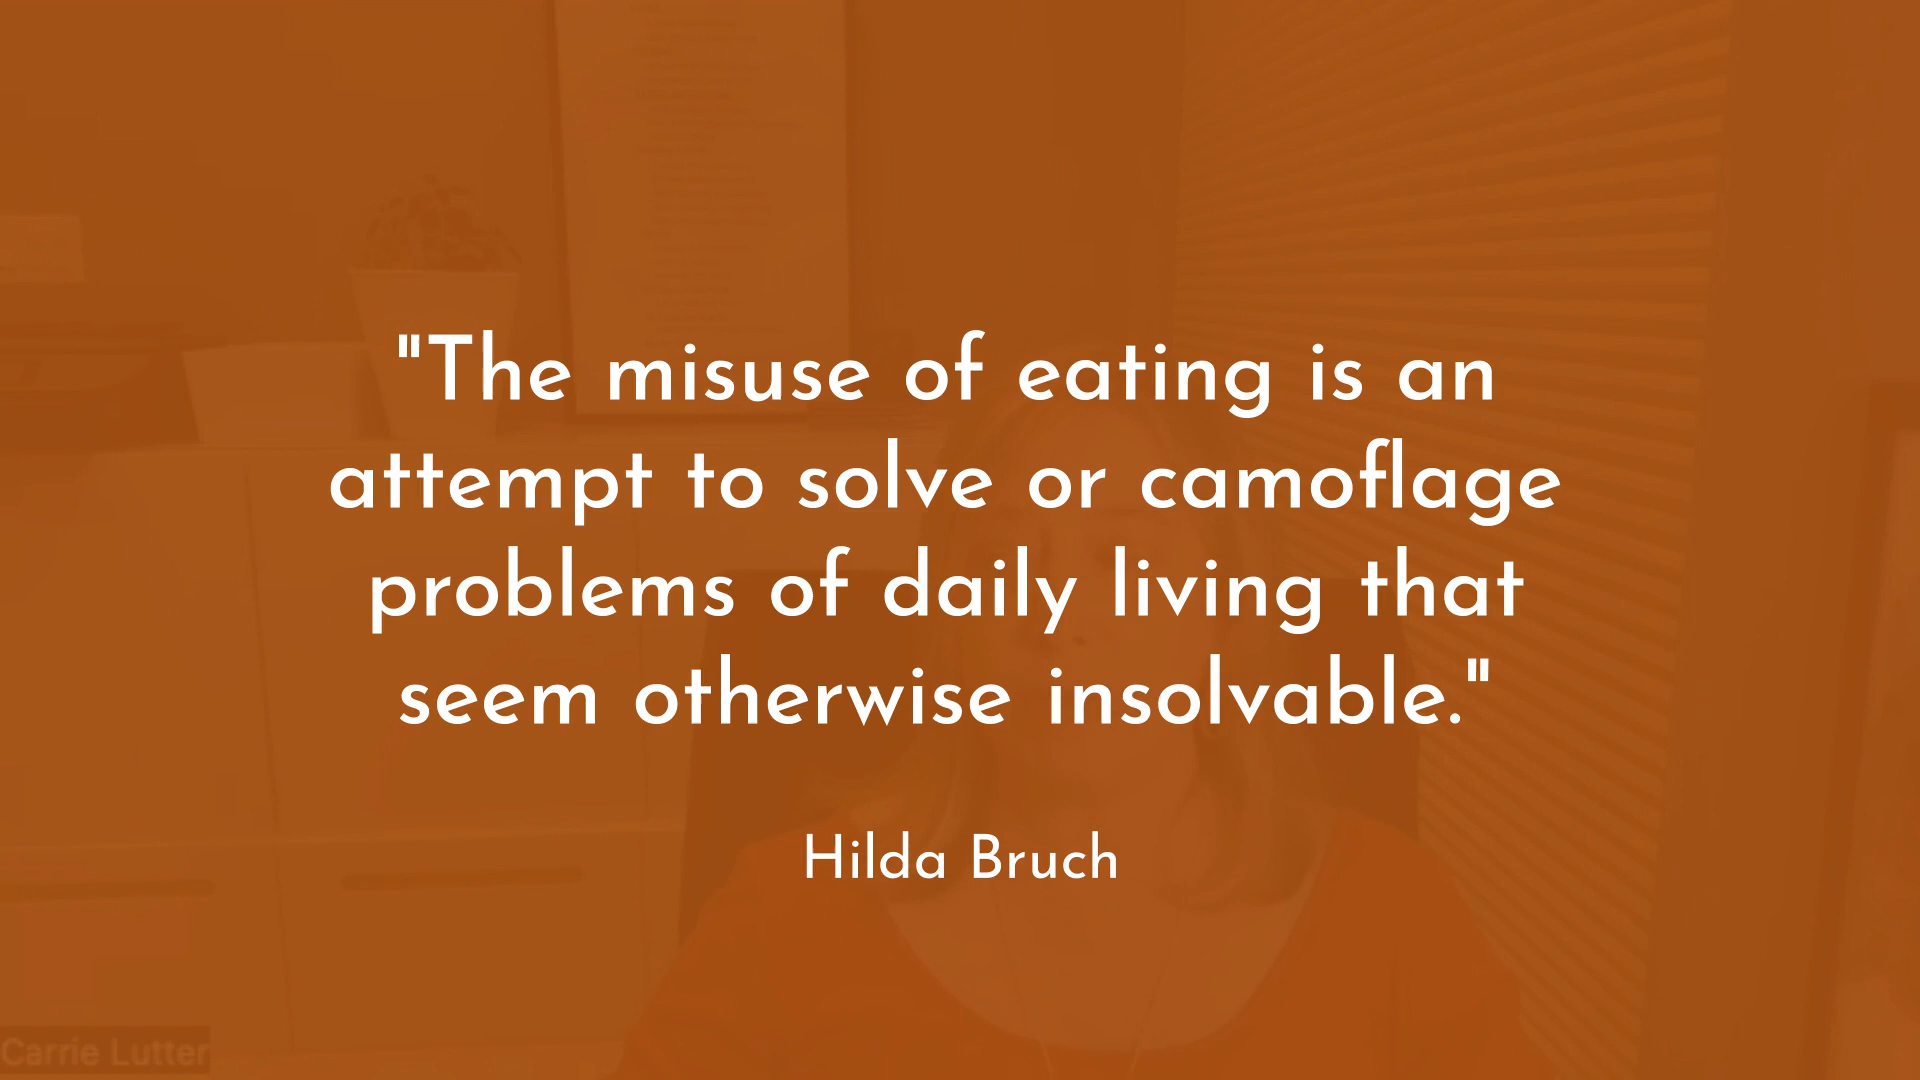 "The misuse of eating is an
attempt to solve or camoflage
problems of daily living that
seem otherwise insolvable."
Hilda Bruch
Carrie Lutter